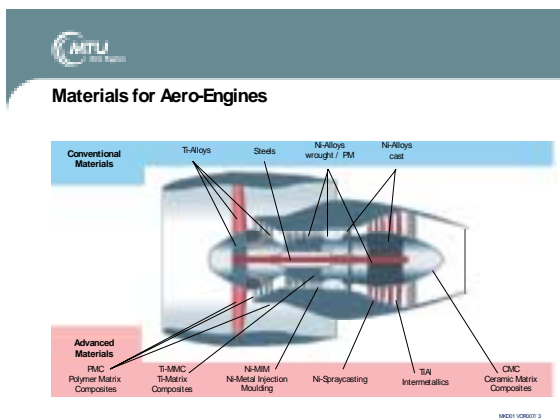 MTU
Materials for Aero-Engines
Conventional
Materials
Ti-Alloys
Steels
Ni-Alloys
wrought / PM
Ni-Alloys
cast
Advanced
Materials
PMC
Polymer Matrix
Composites
Ti-MMC
Ti-Matrix
Composites
Ni-MIM
Ni-Metal Injection
Moulding
Ni-Spraycasting
TiAl
Intermetallics
CMC
Ceramic Matrix
Composites